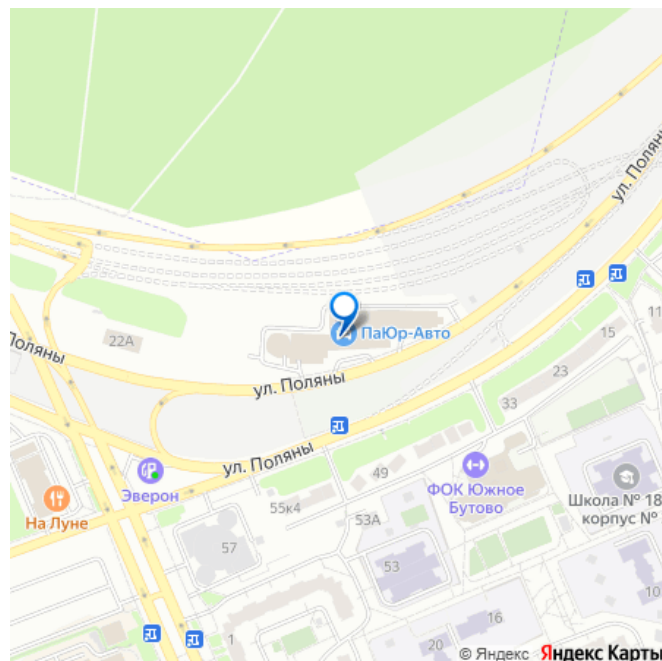 ул. Поляны
ПаЮр-Авто
22А
Поляны
ул. Поляны
15
11
23
33
ул. Поляны
49
ФОК Южное
Бутово
Школа № 18
корпус №
Эверон
На Луне
55к4
53А
57
53
10
16
1
20
© Яндекс Яндекс Карты